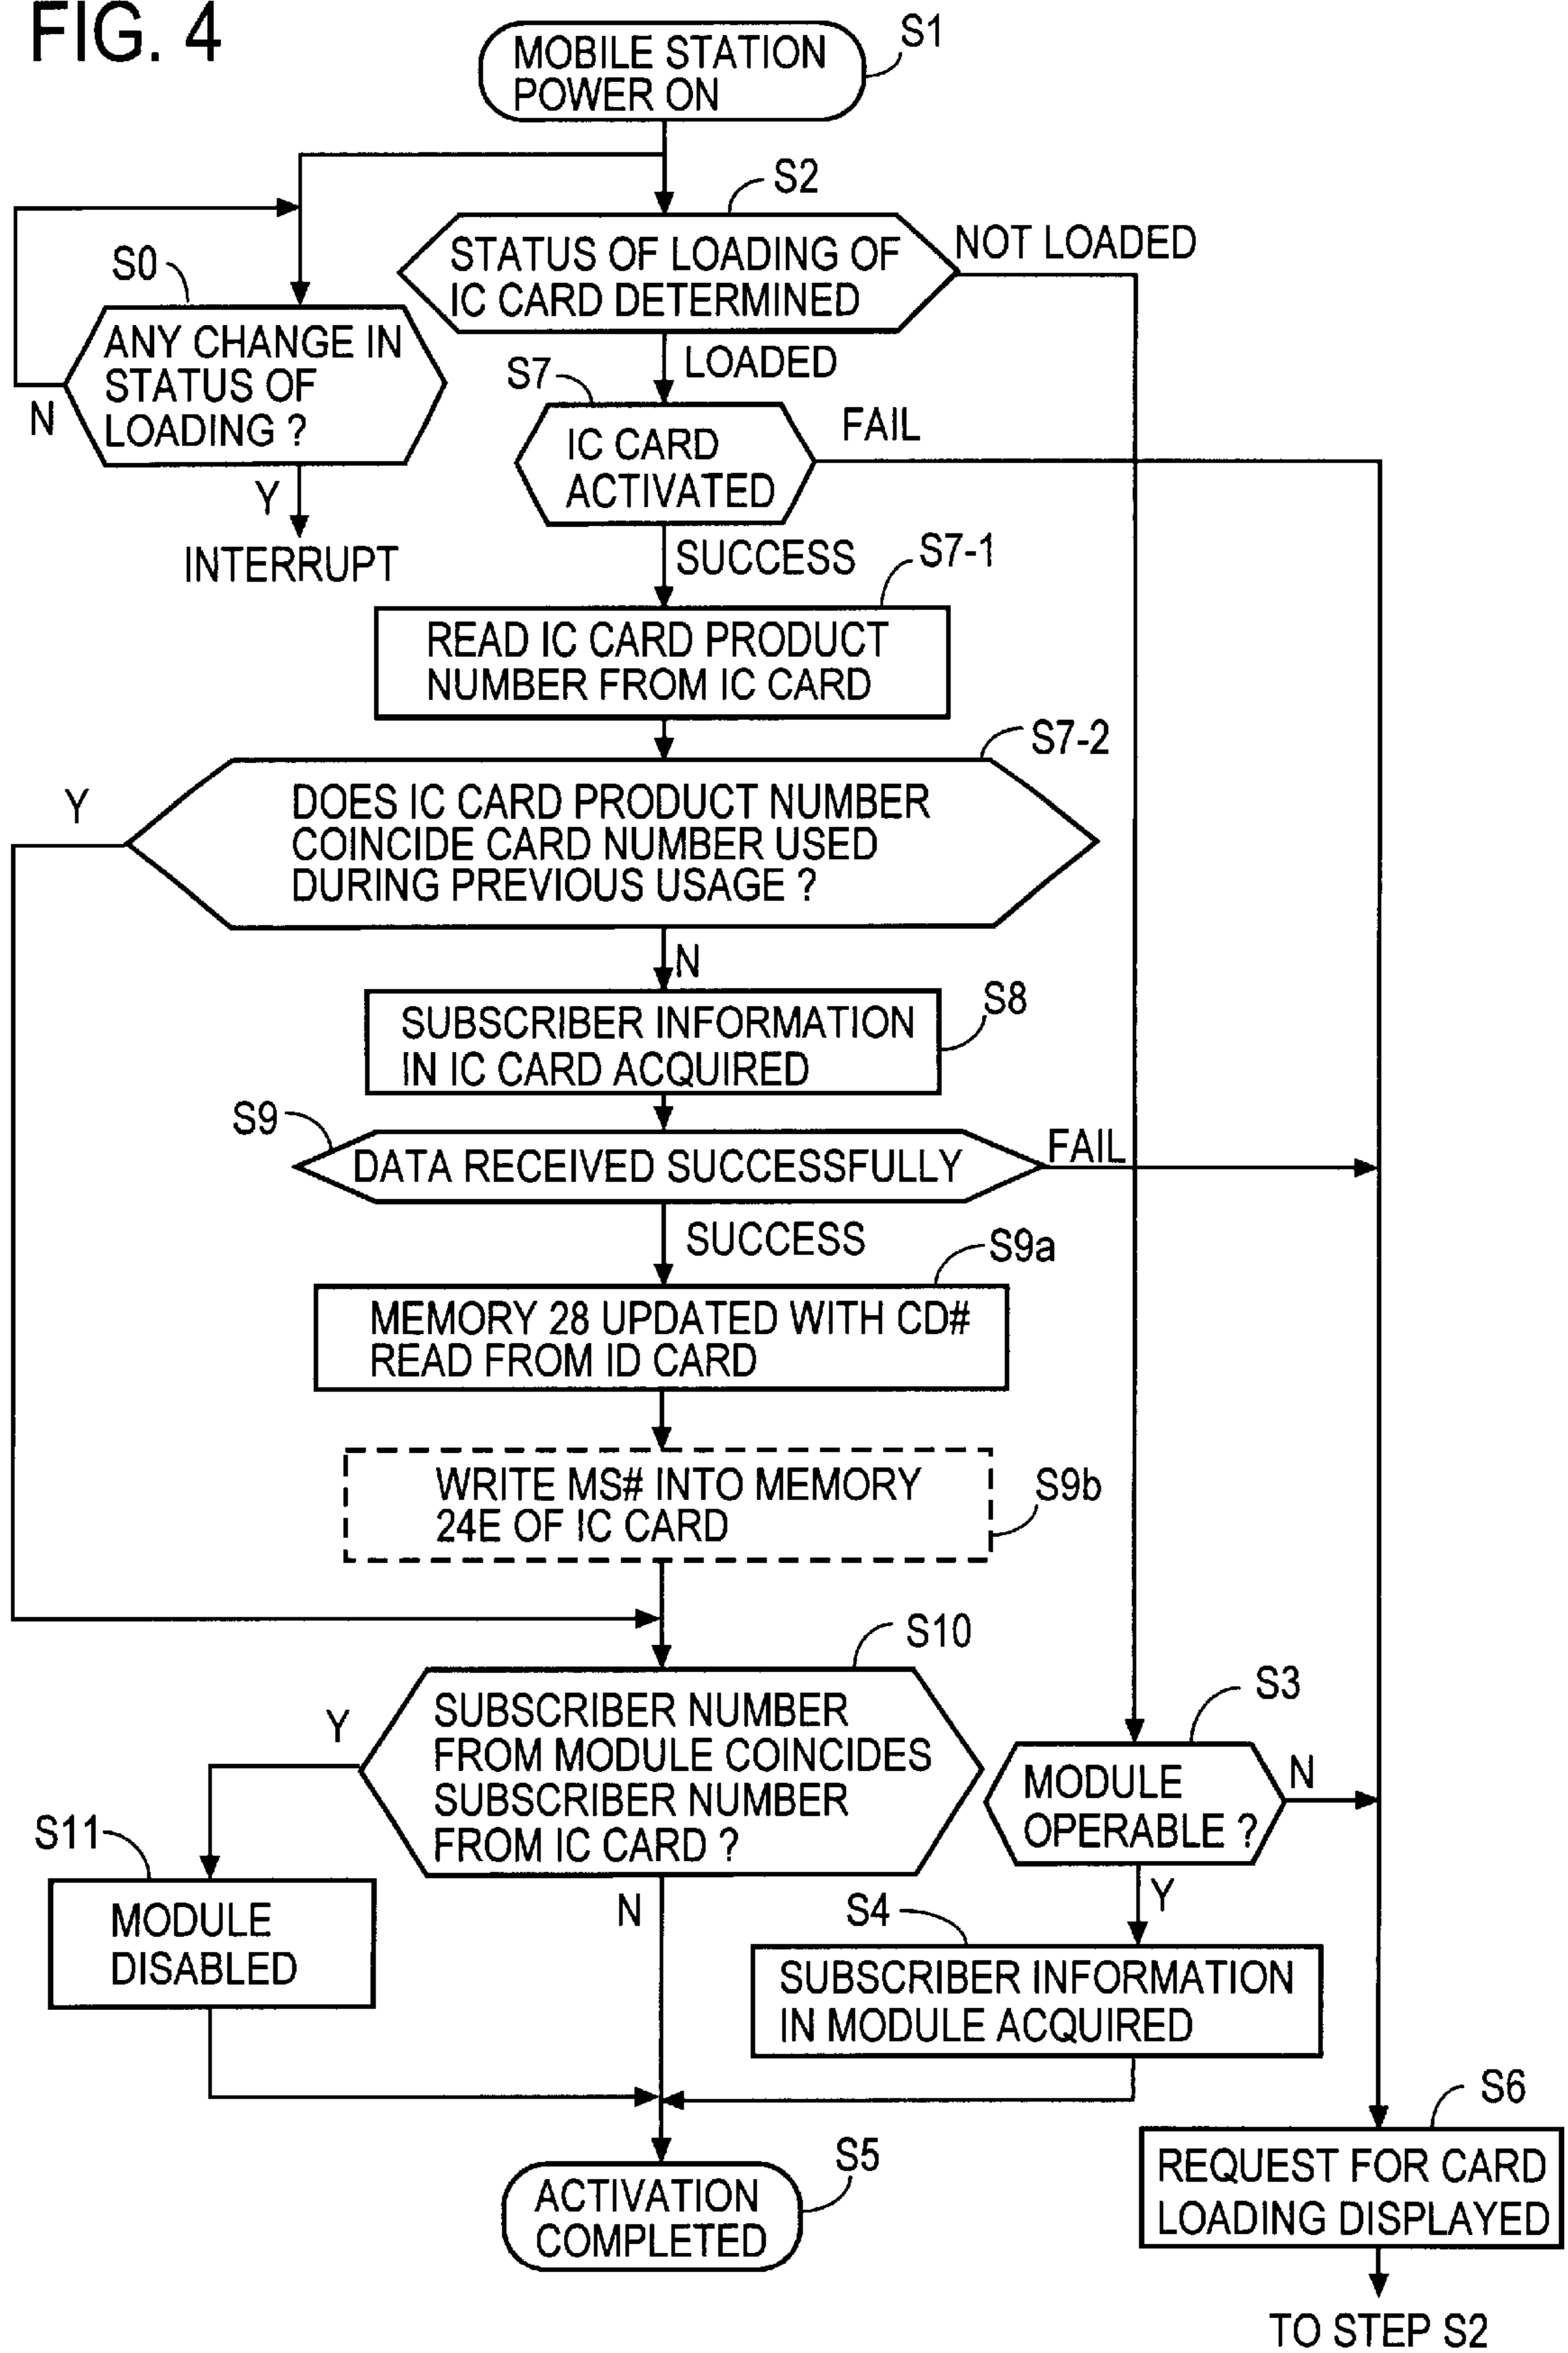 FIG. 4
MOBILE STATION
POWER ON
S1
S2
STATUS OF LOADING OF
IC CARD DETERMINED
NOT LOADED
S0
ANY CHANGE IN
STATUS OF
LOADING ?
N
Y
INTERRUPT
LOADED
S7
IC CARD
ACTIVATED
FAIL
SUCCESS
S7-1
READ IC CARD PRODUCT
NUMBER FROM IC CARD
S7-2
Y
DOES IC CARD PRODUCT NUMBER
COINCIDE CARD NUMBER USED
DURING PREVIOUS USAGE ?
N
S8
SUBSCRIBER INFORMATION
IN IC CARD ACQUIRED
S9
DATA RECEIVED SUCCESSFULLY
FAIL
SUCCESS
S9a
MEMORY 28 UPDATED WITH CD#
READ FROM ID CARD
WRITE MS# INTO MEMORY
24E OF IC CARD
S9b
S10
Y
SUBSCRIBER NUMBER
FROM MODULE COINCIDES
SUBSCRIBER NUMBER
FROM IC CARD ?
S3
MODULE
OPERABLE ?
N
S11
MODULE
DISABLED
N
Y
S4
SUBSCRIBER INFORMATION
IN MODULE ACQUIRED
S5
ACTIVATION
COMPLETED
S6
REQUEST FOR CARD
LOADING DISPLAYED
TO STEP S2